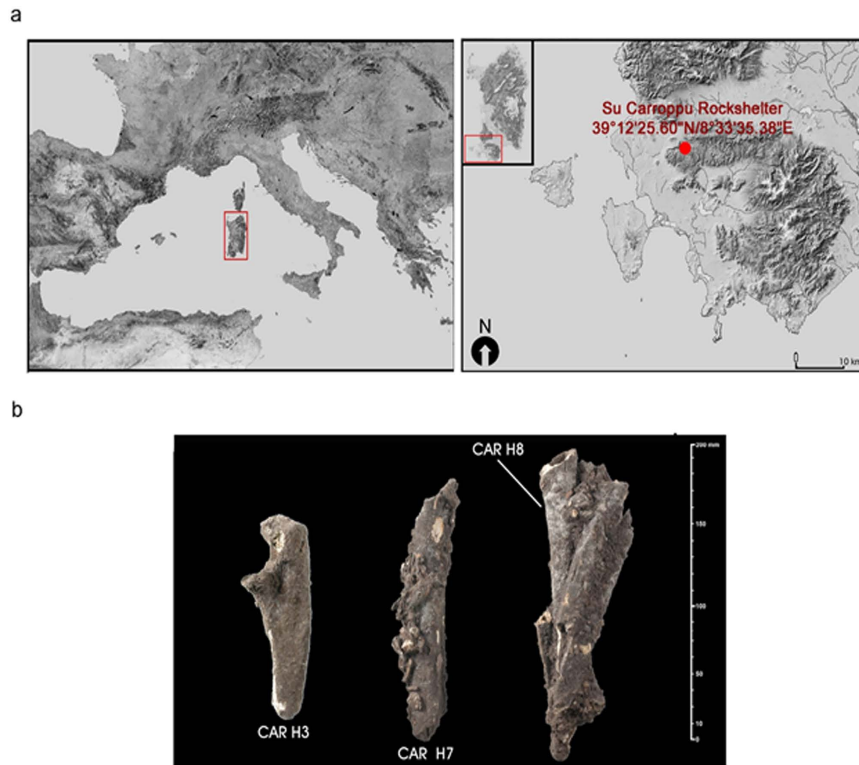 a
Su Carroppu Rockshelter
39°12'25.60"N/8°33'35.38"E
N
0
10 km
b
CAR H8
200 mm
150
100
50
10
0
CAR H3
CAR H7